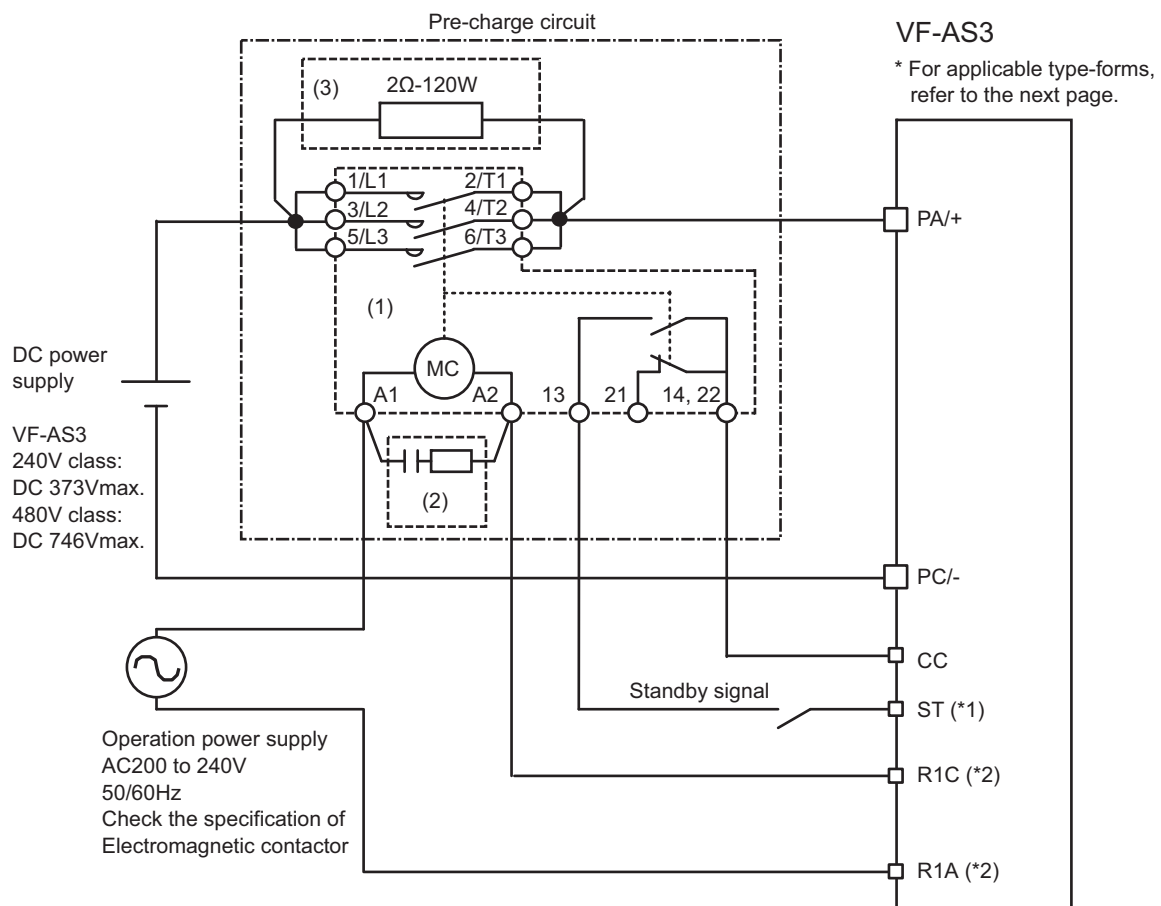 Pre-charge circuit
VF-AS3
* For applicable type-forms,
refer to the next page.
(3)
2Ω-120W
1/L1
2/T1
3/L2
4/T2
5/L3
6/T3
PA/+
(1)
MC
A1
A2
13
21
14, 22
(2)
DC power
supply
VF-AS3
240V class:
DC 373Vmax.
480V class:
DC 746Vmax.
PC/-
CC
Standby signal
ST (*1)
R1C (*2)
R1A (*2)
Operation power supply
AC200 to 240V
50/60Hz
Check the specification of
Electromagnetic contactor